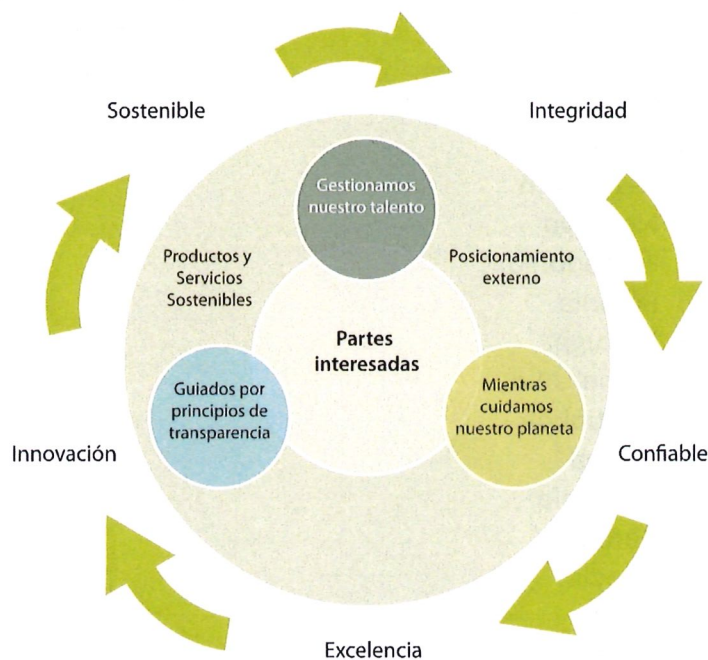 Sostenible
Integridad
Gestionamos
nuestro talento
Productos y
Servicios
Sostenibles
Posicionamiento
externo
Partes
interesadas
Guiados por
principios de
transparencia
Mientras
cuidamos
nuestro planeta
Innovación
Confiable
Excelencia